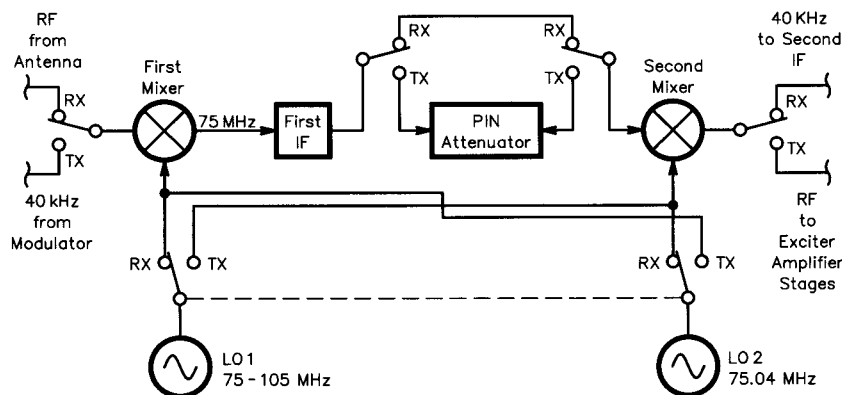 RF
from
Antenna
RX
TX
40 kHz
from
Modulator
First
Mixer
75 MHz
First
IF
RX
TX
PIN
Attenuator
RX
TX
Second
Mixer
40 KHz
to Second
IF
RX
TX
RF
to
Exciter
Amplifier
Stages
RX
TX
RX
TX
LO 1
75 - 105 MHz
LO 2
75.04 MHz